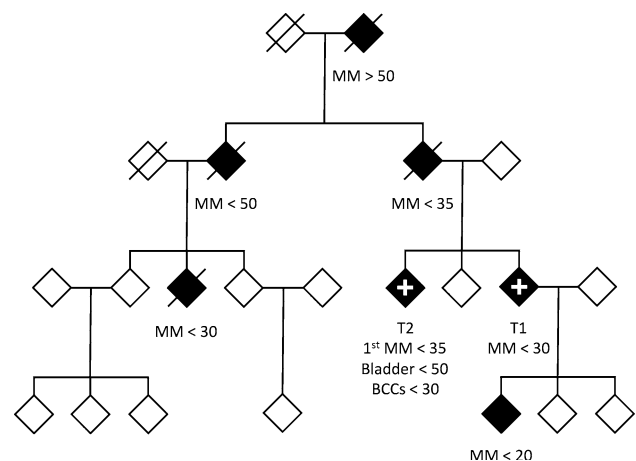 MM > 50
MM < 50
MM < 35
MM < 30
T2
1st MM < 35
Bladder < 50
BCCs < 30
T1
MM < 30
MM < 20